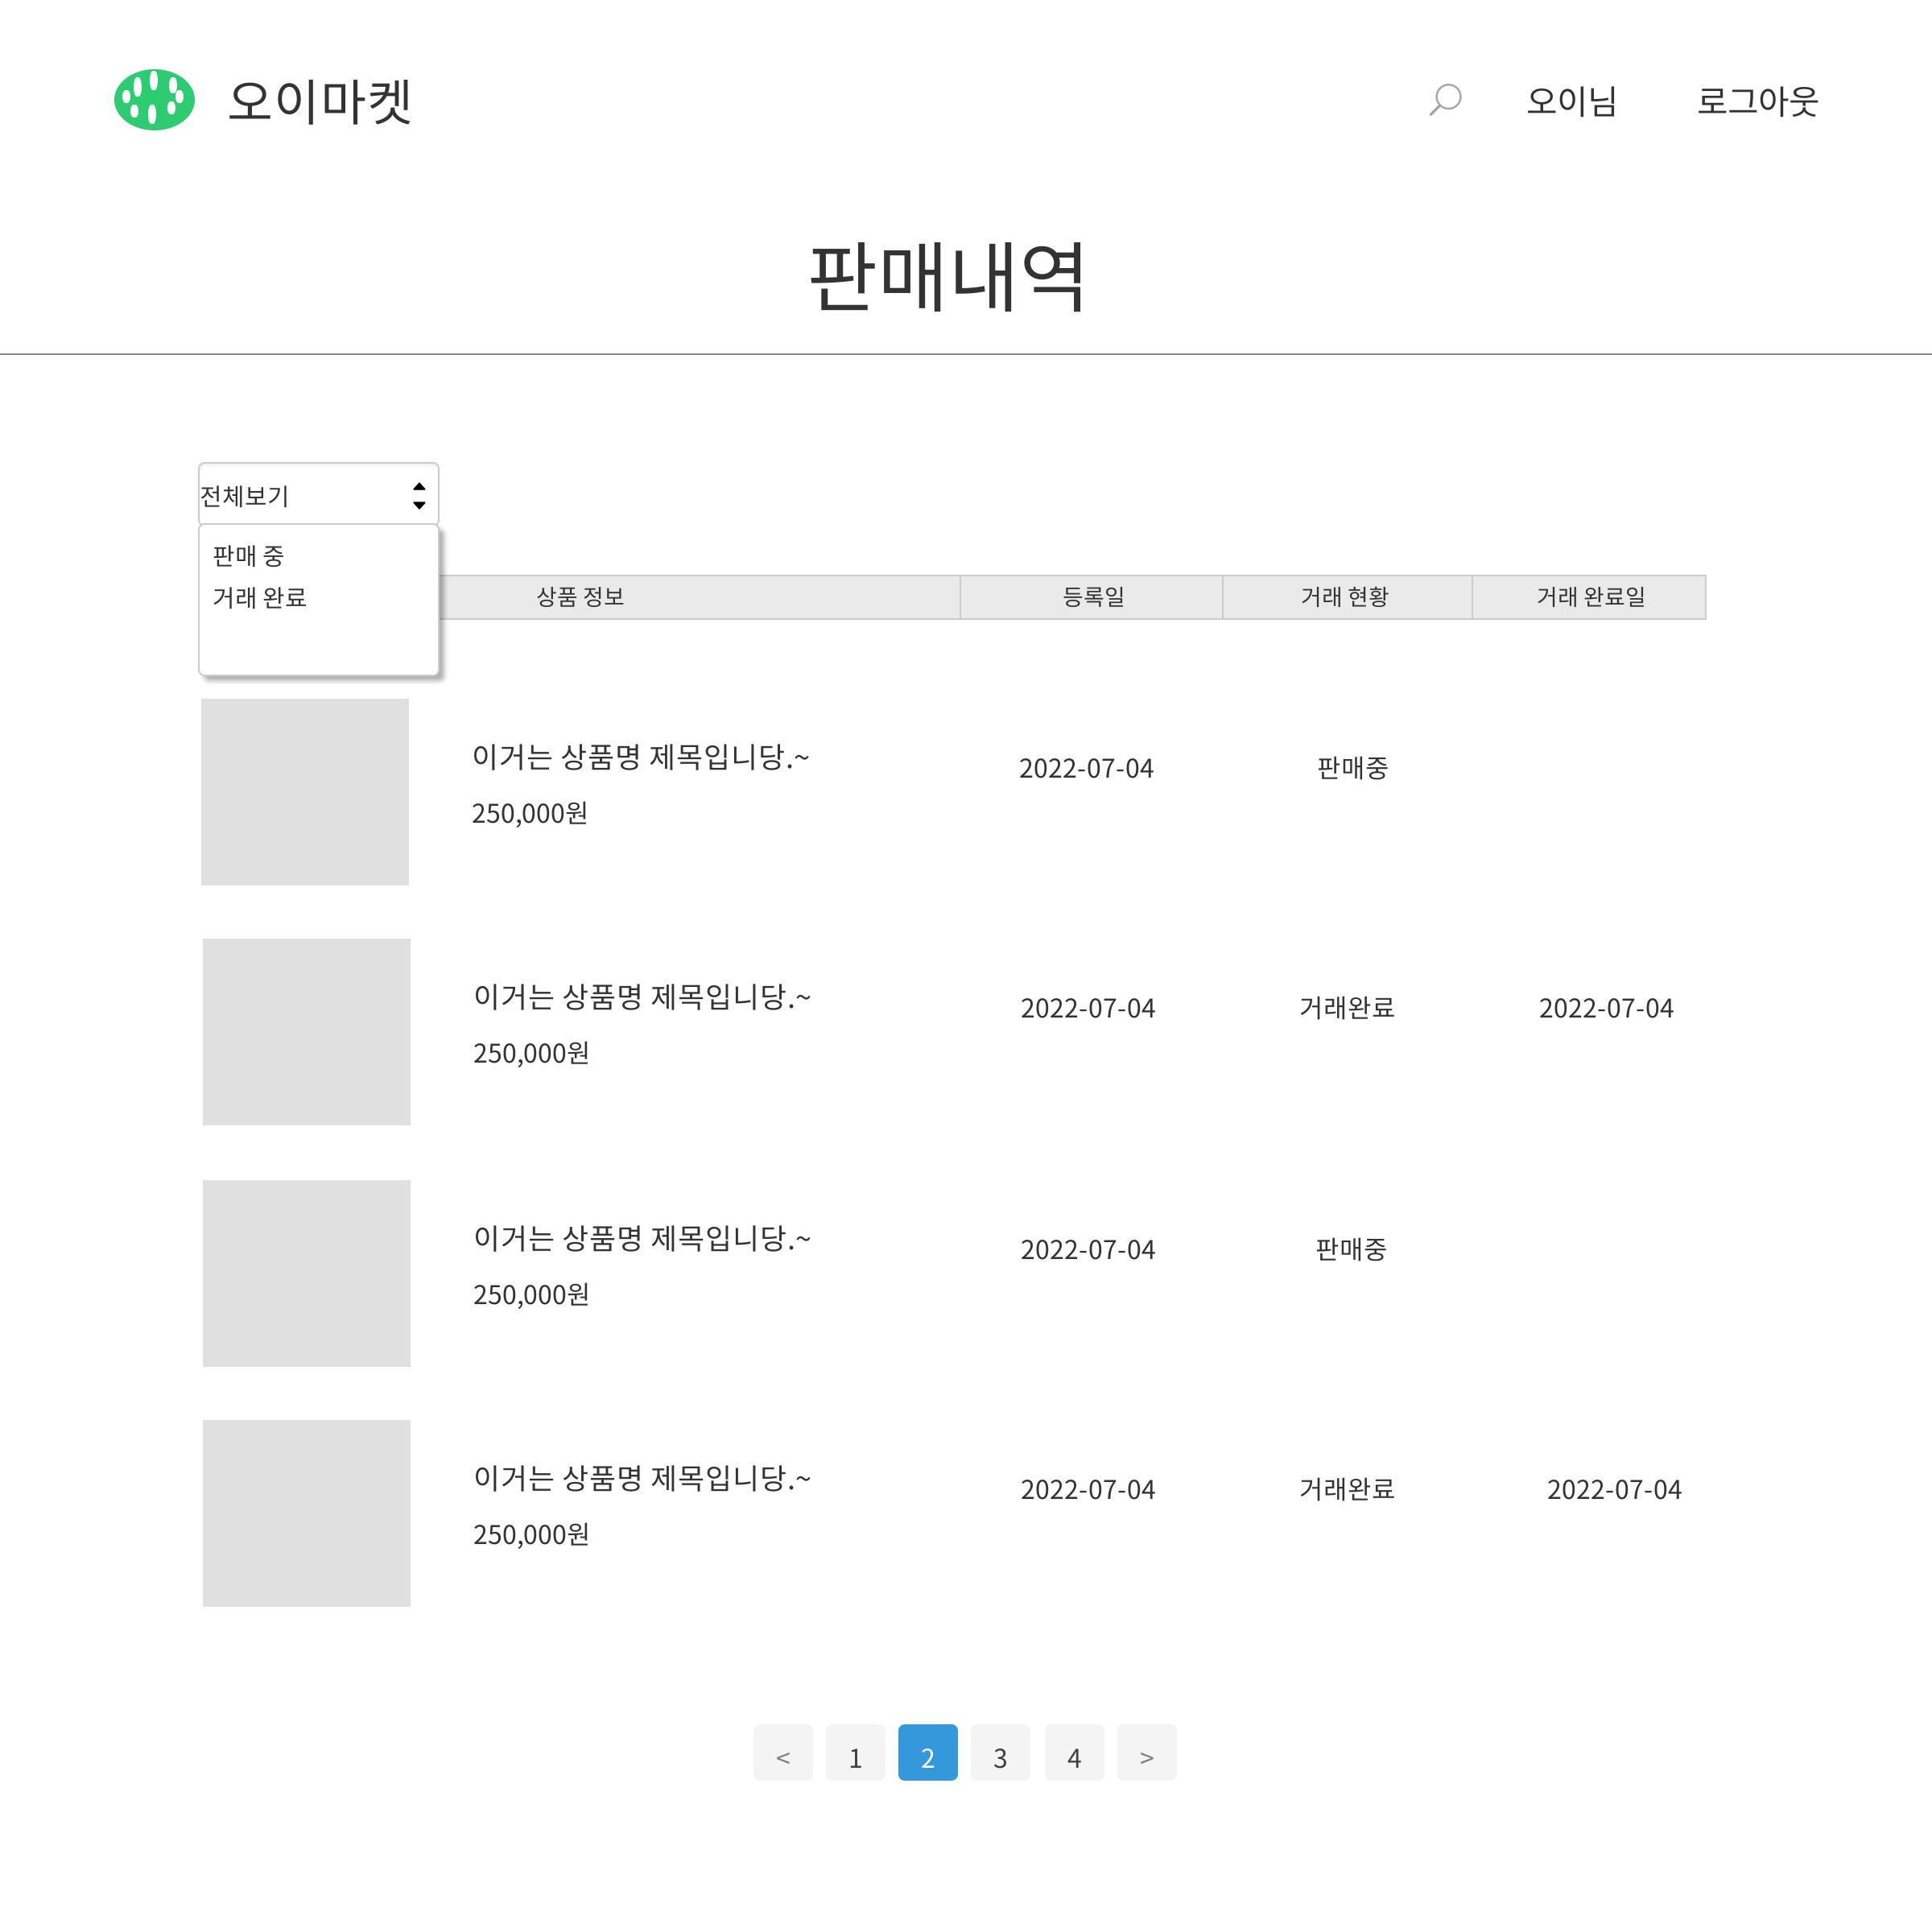 오이마켓
오이님 로그아웃
판매내역
전체보기
판매 중
거래 완료
상품 정보 등록일 거래 현황 거래 완료일
이거는 상품명 제목입니당.~
250,000원
2022-07-04 판매중
이거는 상품명 제목입니당.~
250,000원
2022-07-04 거래완료 2022-07-04
이거는 상품명 제목입니당.~
250,000원
2022-07-04 판매중
이거는 상품명 제목입니당.~
250,000원
2022-07-04 거래완료 2022-07-04
< 1 2 3 4 >